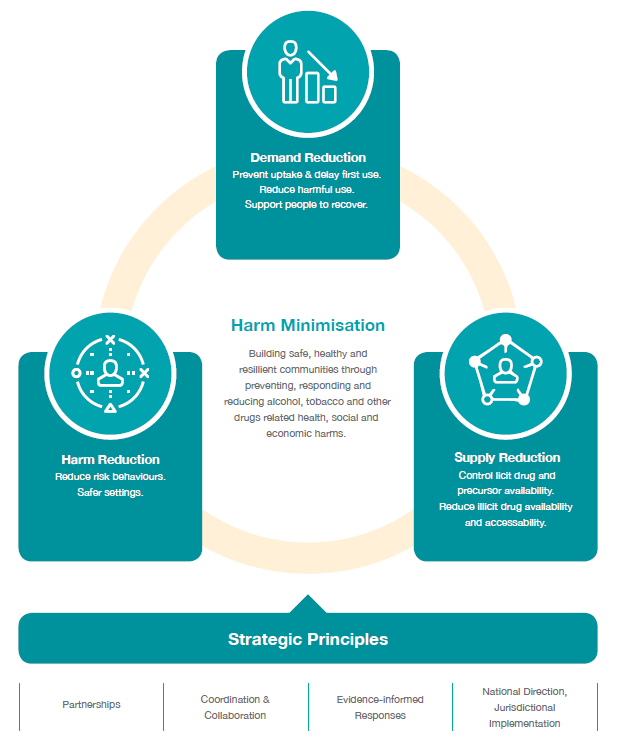 Demand Reduction
Prevent uptake & delay first use.
Reduce harmful use.
Support people to recover.
Harm Minimisation
Building safe, healthy and
resillient communities through
preventing, responding and
reducing alcohol, tobacco and other
drugs related health, social and
economic harms.
Harm Reduction
Reduce risk behaviours.
Safer settings.
Supply Reduction
Control licit drug and
precursor availability.
Reduce illicit drug availability
and accessability.
Strategic Principles
Partnerships
Coordination &
Collaboration
Evidence-informed
Responses
National Direction,
Jurisdictional
Implementation